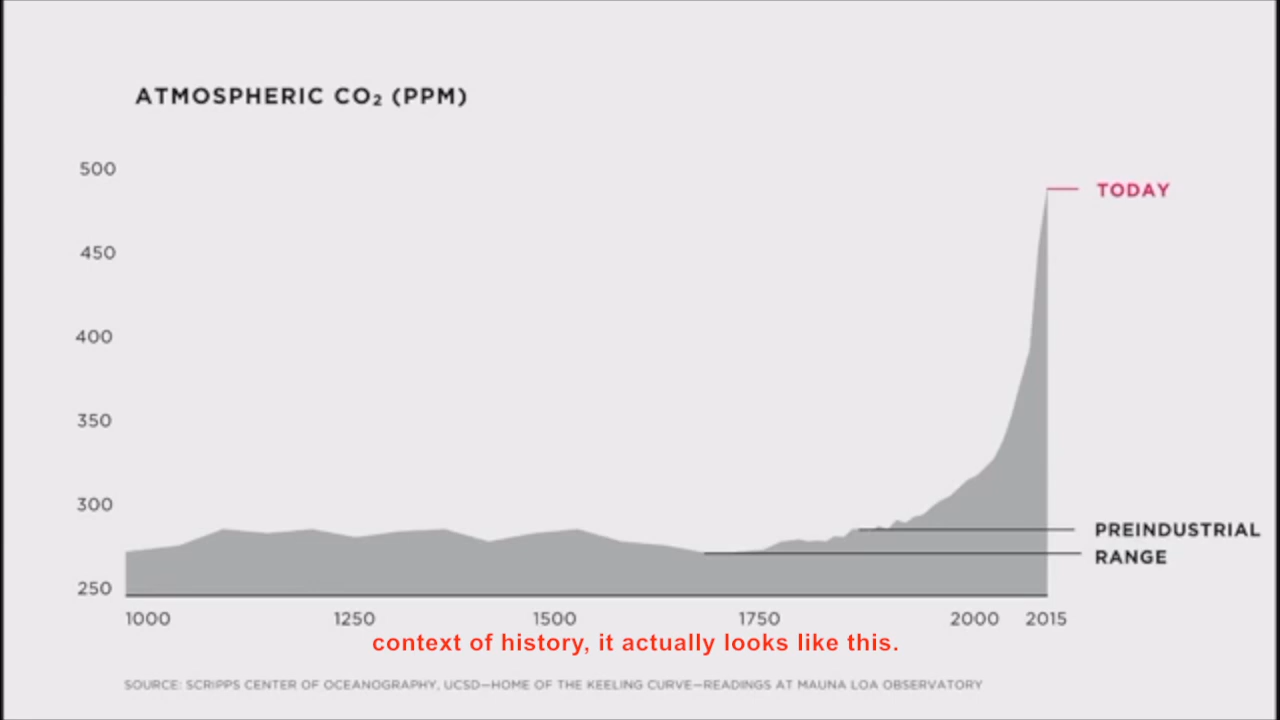 ATMOSPHERIC CO₂ (PPM)
500
TODAY
450
400
350
300
PREINDUSTRIAL
RANGE
250
1000 1250 1500 1750 2000 2015
context of history, it actually looks like this.
SOURCE: SCRIPPS CENTER OF OCEANOGRAPHY, UCSD—HOME OF THE KEELING CURVE—READINGS AT MAUNA LOA OBSERVATORY